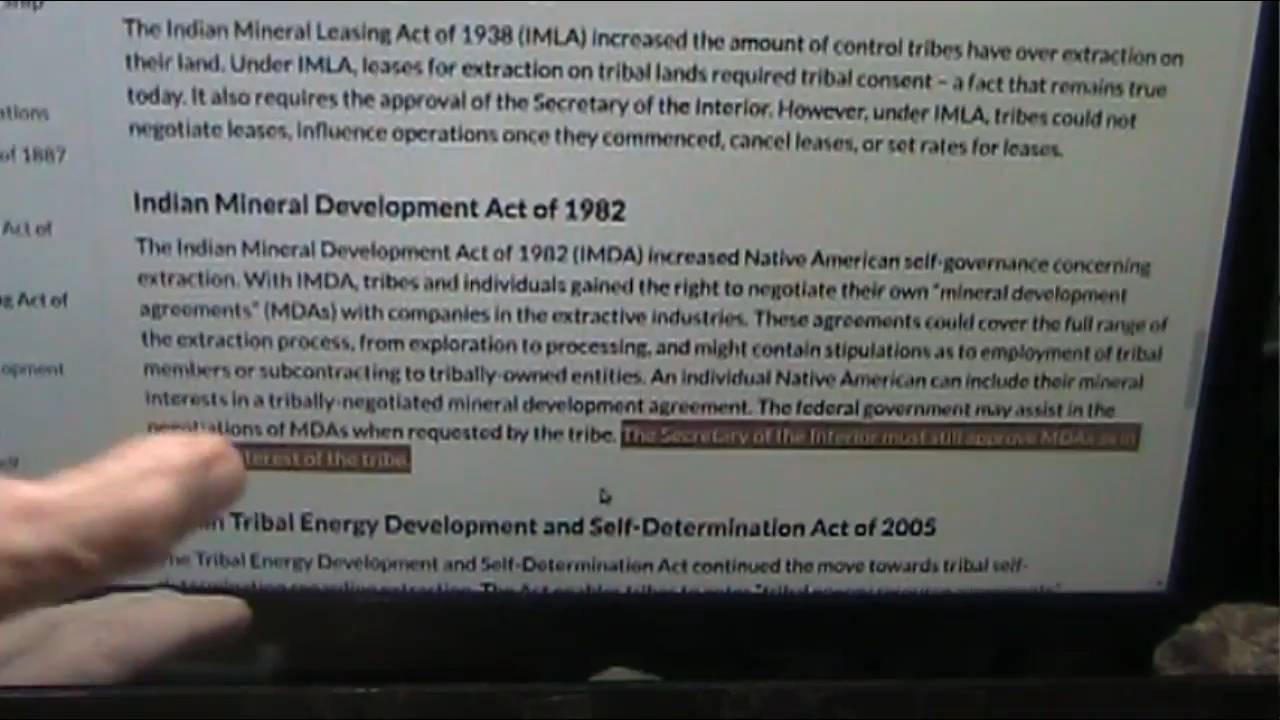 ship
The Indian Mineral Leasing Act of 1938 (IMLA) increased the amount of control tribes have over extraction on
their land. Under IMLA, leases for extraction on tribal lands required tribal consent – a fact that remains true
today. It also requires the approval of the Secretary of the Interior. However, under IMLA, tribes could not
negotiate leases, influence operations once they commenced, cancel leases, or set rates for leases.
ations
of 1887
Act of
ng Act of
opment
Indian Mineral Development Act of 1982
The Indian Mineral Development Act of 1982 (IMDA) increased Native American self-governance concerning
extraction. With IMDA, tribes and individuals gained the right to negotiate their own "mineral development
agreements" (MDAs) with companies in the extractive industries. These agreements could cover the full range of
the extraction process, from exploration to processing, and might contain stipulations as to employment of tribal
members or subcontracting to tribally-owned entities. An individual Native American can include their mineral
interests in a tribally-negotiated mineral development agreement. The federal government may assist in the
negotiations of MDAs when requested by the tribe. The Secretary of the Interior must still approve MDAs as in
terest of the tribe.
n Tribal Energy Development and Self-Determination Act of 2005
The Tribal Energy Development and Self-Determination Act continued the move towards tribal self-